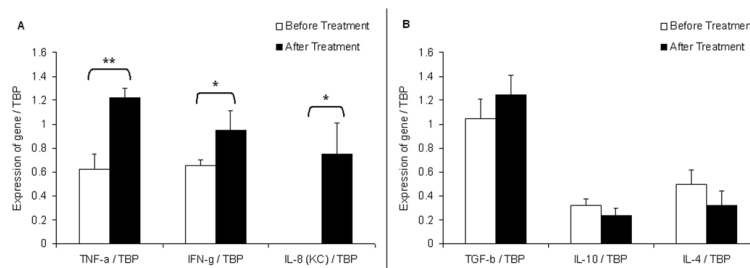 A
Before Treatment
After Treatment
Expression of gene / TBP
1.6
1.4
1.2
1
0.8
0.6
0.4
0.2
0
**
*
*
TNF-a / TBP
IFN-g / TBP
IL-8 (KC) / TBP
B
Before Treatment
After Treatment
Expression of gene / TBP
1.6
1.4
1.2
1
0.8
0.6
0.4
0.2
0
TGF-b / TBP
IL-10 / TBP
IL-4 / TBP